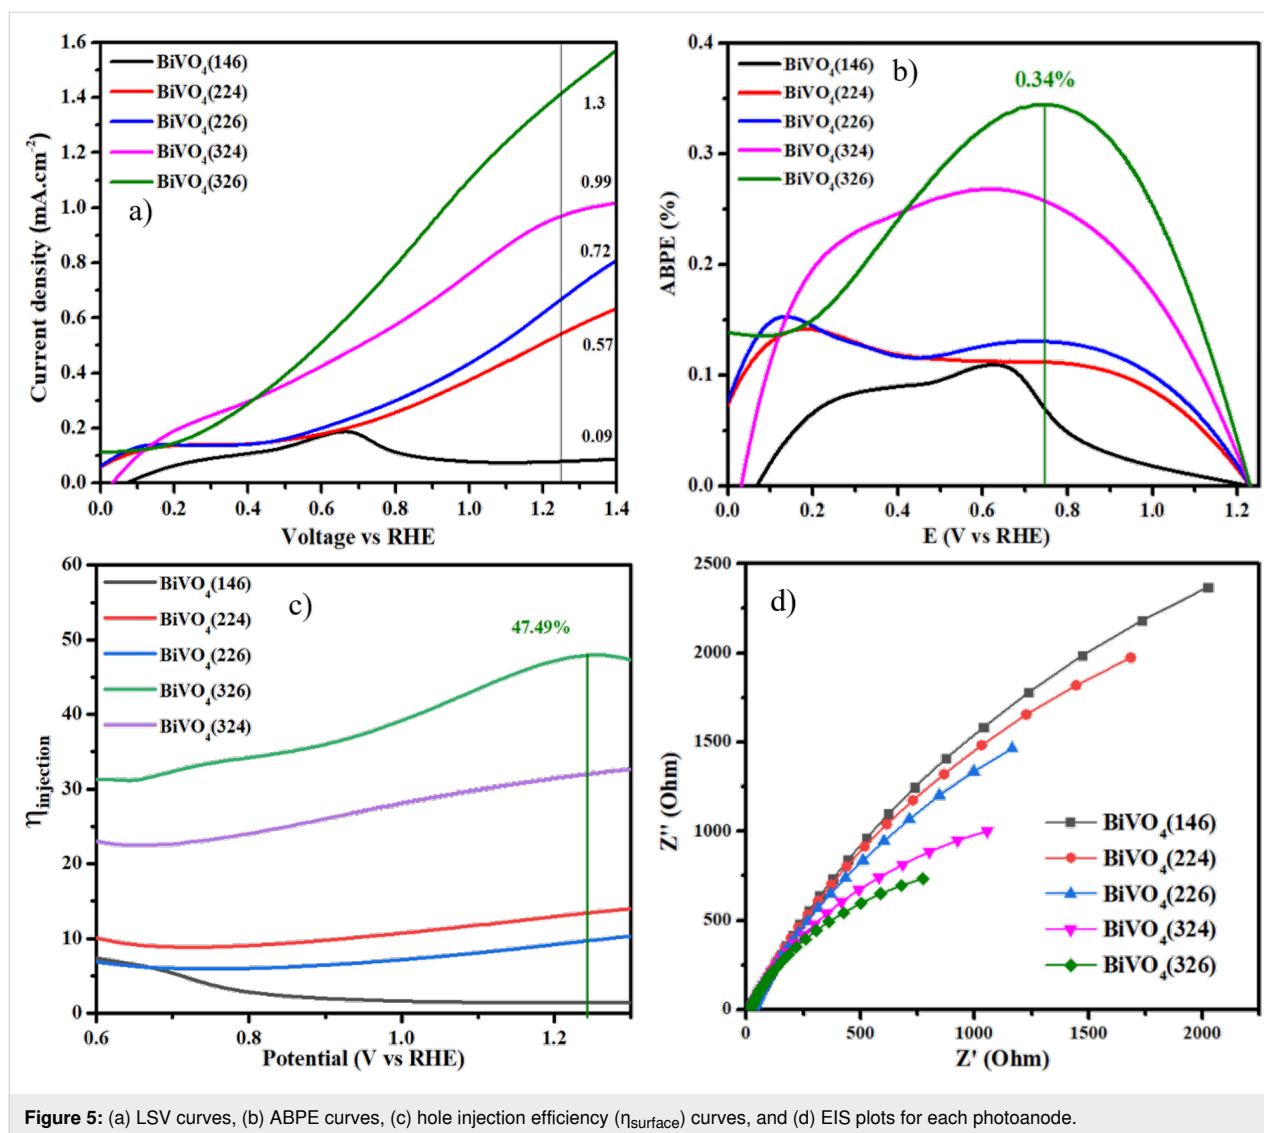 1.6
1.4
1.2
1.0
0.8
0.6
0.4
0.2
0.0
Current density (mA.cm-2)
BiVO4(146)
BiVO4(224)
BiVO4(226)
BiVO4(324)
BiVO4(326)
a)
1.3
0.99
0.72
0.57
0.09
0.0 0.2 0.4 0.6 0.8 1.0 1.2 1.4
Voltage vs RHE
0.4
0.3
0.2
0.1
0.0
ABPE (%)
BiVO4(146)
BiVO4(224)
BiVO4(226)
BiVO4(324)
BiVO4(326)
b)
0.34%
0.0 0.2 0.4 0.6 0.8 1.0 1.2
E (V vs RHE)
60
50
40
30
20
10
0
ηinjection
BiVO4(146)
BiVO4(224)
BiVO4(226)
BiVO4(326)
BiVO4(324)
c)
47.49%
0.6 0.8 1.0 1.2
Potential (V vs RHE)
2500
2000
1500
1000
500
0
Z'' (Ohm)
d)
BiVO4(146)
BiVO4(224)
BiVO4(226)
BiVO4(324)
BiVO4(326)
0 500 1000 1500 2000
Z' (Ohm)
Figure 5: (a) LSV curves, (b) ABPE curves, (c) hole injection efficiency (ηsurface) curves, and (d) EIS plots for each photoanode.